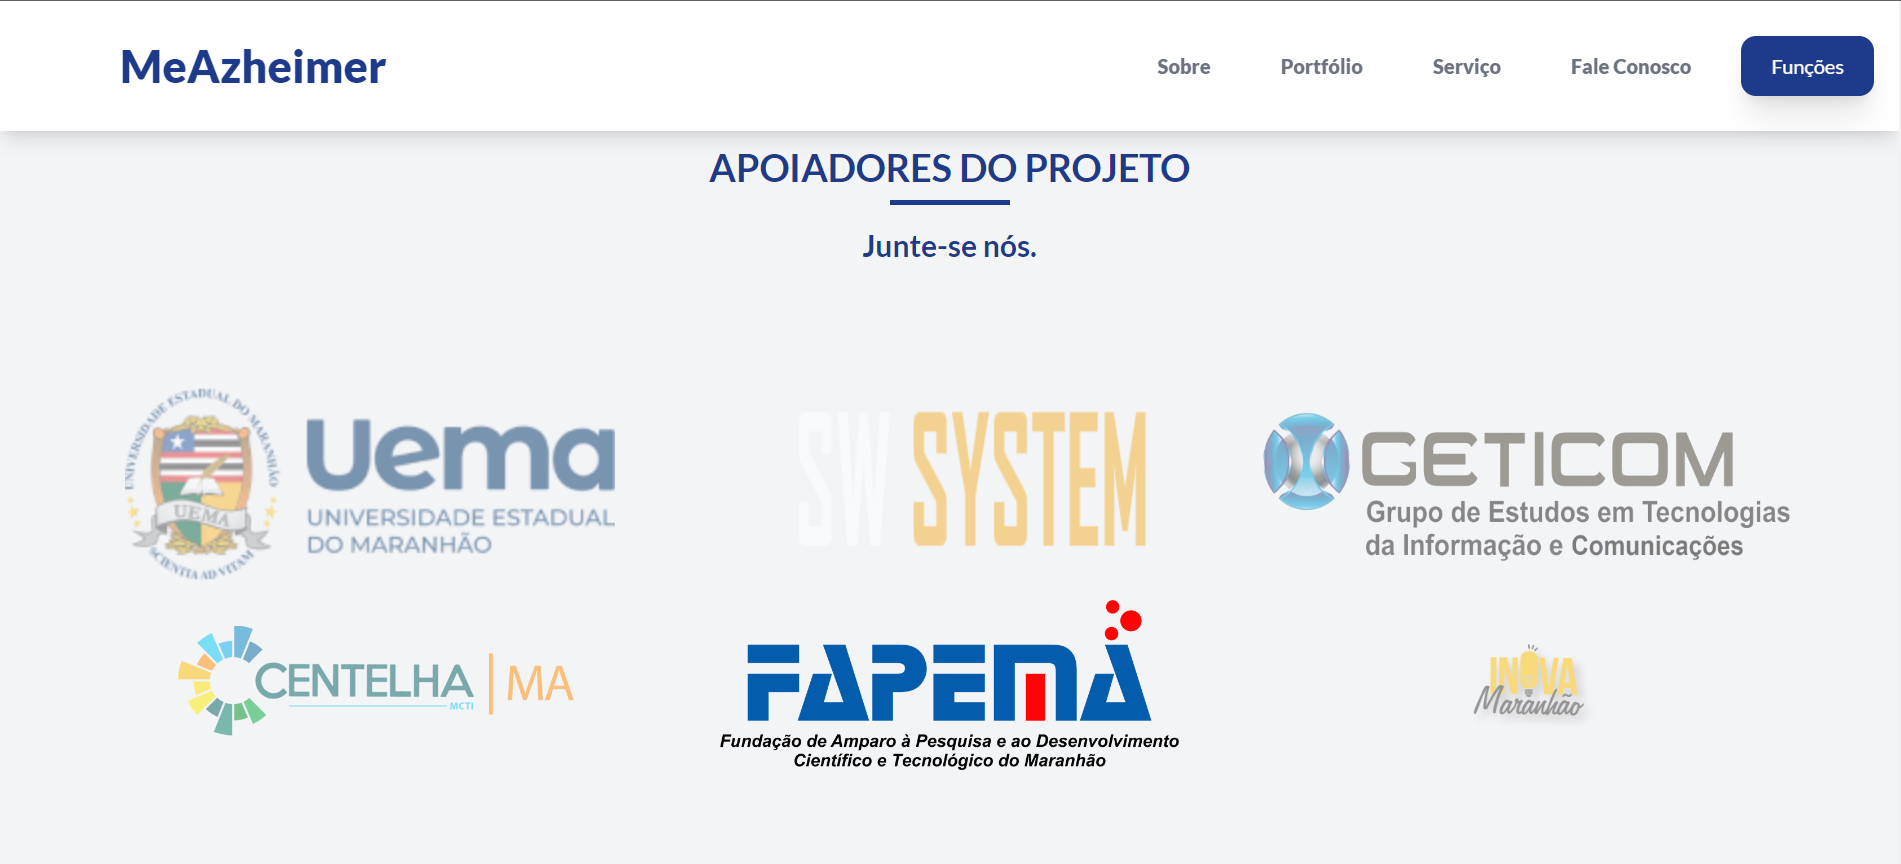 MeAzheimer
Sobre
Portfólio
Serviço
Fale Conosco
Funções
APOIADORES DO PROJETO
Junte-se nós.
UNIVERSIDADE ESTADUAL DO MARANHÃO
UEMA
SCIENTIA AD VITAM
Uema
UNIVERSIDADE ESTADUAL
DO MARANHÃO
SW SYSTEM
GETICOM
Grupo de Estudos em Tecnologias
da Informação e Comunicações
CENTELHA MA
MCTI
FAPEMA
Fundação de Amparo à Pesquisa e ao Desenvolvimento
Científico e Tecnológico do Maranhão
INOVA
Maranhão